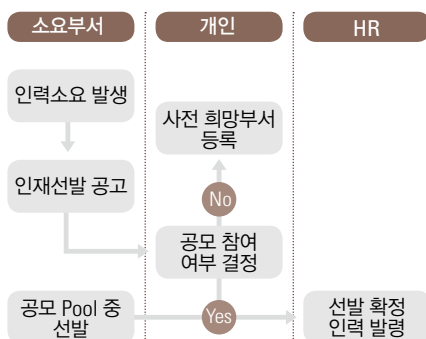 소요부서
개인
HR
인력소요 발생
사전 희망부서
등록
인재선발 공고
No
공모 참여
여부 결정
공모 Pool 중
선발
Yes
선발 확정
인력 발령